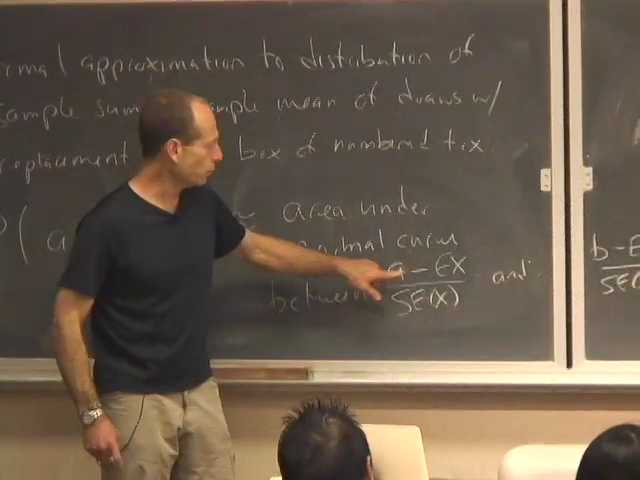 rmal approximation to distribution of
sample sum sample mean of draws w/
replacement box of numbered tix.
P( a ≈ area under
normal curve
between a - EX / SE(X) and b - E / SE(